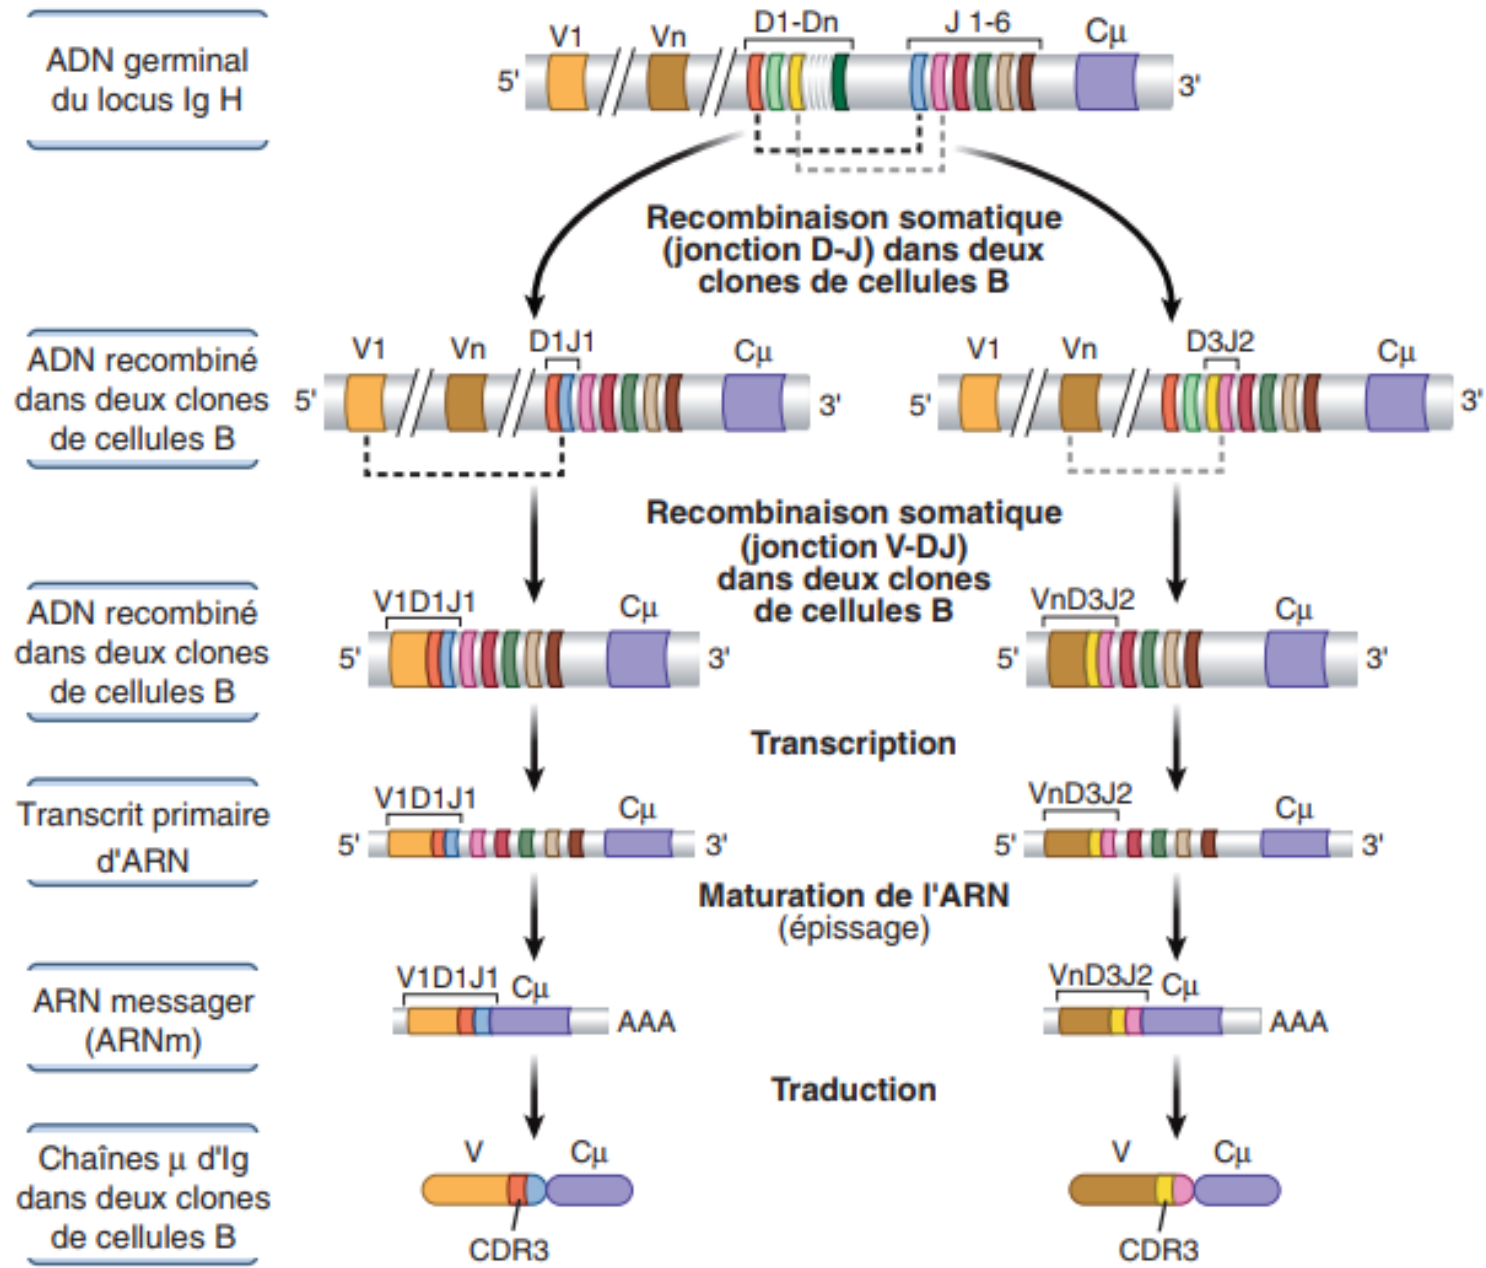 ADN germinal
du locus Ig H
V1
Vn
D1-Dn
J 1-6
Cμ
5'
3'
Recombinaison somatique
(jonction D-J) dans deux
clones de cellules B
ADN recombiné
dans deux clones
de cellules B
V1
Vn
D1J1
Cμ
5'
3'
V1
Vn
D3J2
Cμ
5'
3'
Recombinaison somatique
(jonction V-DJ)
dans deux clones
de cellules B
ADN recombiné
dans deux clones
de cellules B
V1D1J1
Cμ
5'
3'
VnD3J2
Cμ
5'
3'
Transcription
Transcrit primaire
d'ARN
V1D1J1
Cμ
5'
3'
VnD3J2
Cμ
5'
3'
Maturation de l'ARN
(épissage)
ARN messager
(ARNm)
V1D1J1
Cμ
AAA
VnD3J2
Cμ
AAA
Traduction
Chaînes μ d'Ig
dans deux clones
de cellules B
V
Cμ
CDR3
V
Cμ
CDR3